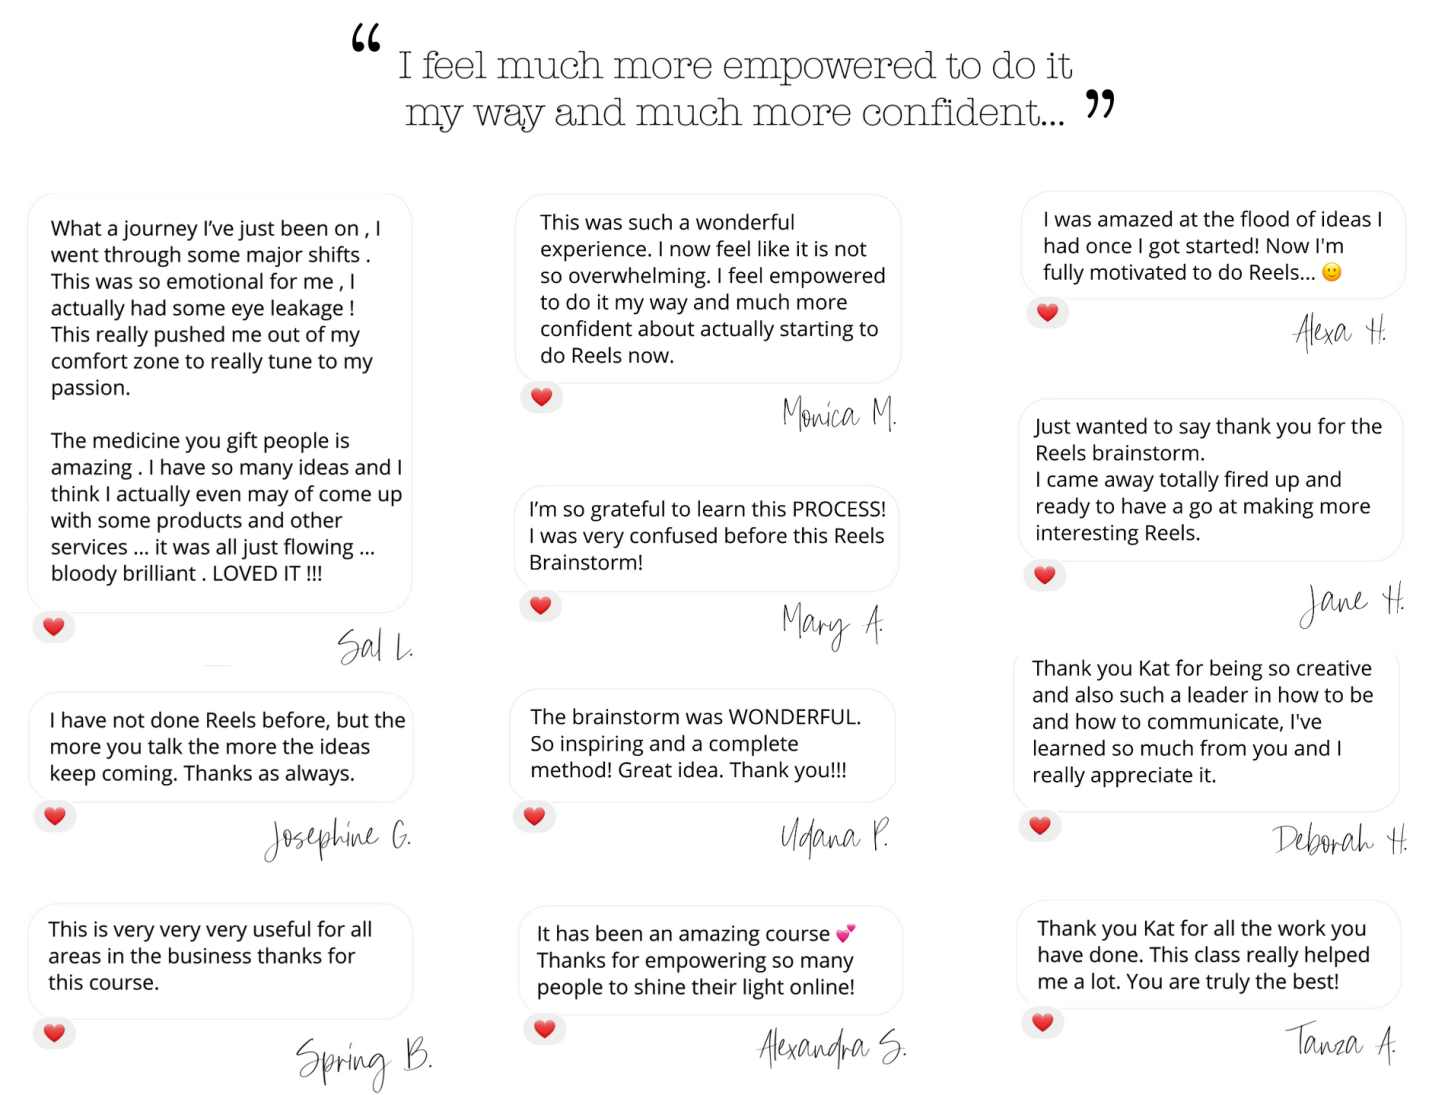 “ I feel much more empowered to do it
my way and much more confident... ”
What a journey I’ve just been on , I
went through some major shifts .
This was so emotional for me , I
actually had some eye leakage !
This really pushed me out of my
comfort zone to really tune to my
passion.
The medicine you gift people is
amazing . I have so many ideas and I
think I actually even may of come up
with some products and other
services ... it was all just flowing ...
bloody brilliant . LOVED IT !!!
Sal L.
I have not done Reels before, but the
more you talk the more the ideas
keep coming. Thanks as always.
Josephine G.
This is very very very useful for all
areas in the business thanks for
this course.
Spring B.
This was such a wonderful
experience. I now feel like it is not
so overwhelming. I feel empowered
to do it my way and much more
confident about actually starting to
do Reels now.
Monica M.
I’m so grateful to learn this PROCESS!
I was very confused before this Reels
Brainstorm!
Mary A.
The brainstorm was WONDERFUL.
So inspiring and a complete
method! Great idea. Thank you!!!
Udana P.
It has been an amazing course 💕
Thanks for empowering so many
people to shine their light online!
Alexandra S.
I was amazed at the flood of ideas I
had once I got started! Now I'm
fully motivated to do Reels... 🙂
Alexa H.
Just wanted to say thank you for the
Reels brainstorm.
I came away totally fired up and
ready to have a go at making more
interesting Reels.
Jane H.
Thank you Kat for being so creative
and also such a leader in how to be
and how to communicate, I've
learned so much from you and I
really appreciate it.
Deborah H.
Thank you Kat for all the work you
have done. This class really helped
me a lot. You are truly the best!
Tanza A.